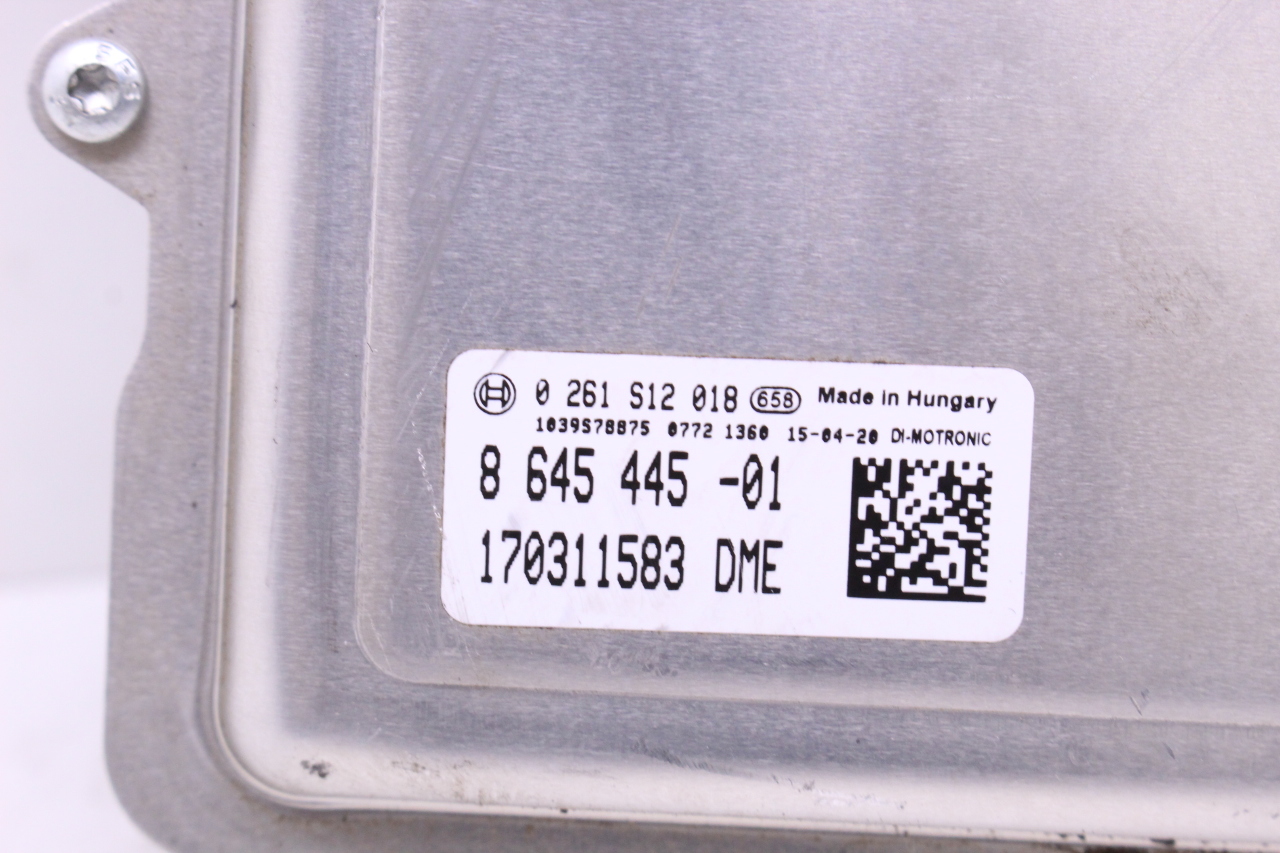 0 261 S12 018 658 Made in Hungary
1039S78875 0772 1360 15-04-20 DI-MOTRONIC
8 645 445 -01
170311583 DME